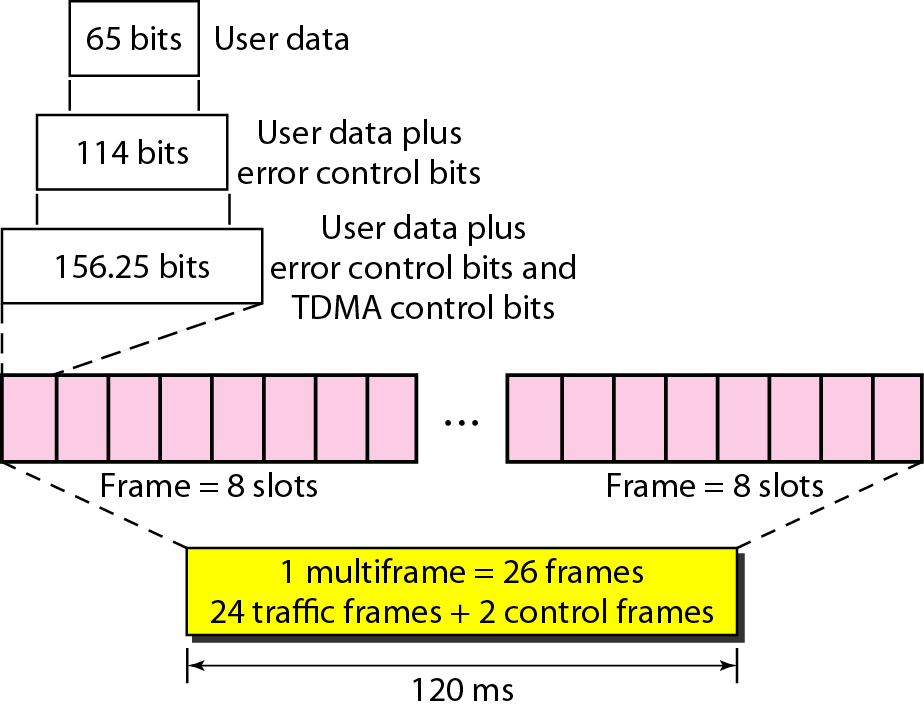 65 bits
User data
114 bits
User data plus
error control bits
156.25 bits
User data plus
error control bits and
TDMA control bits
...
Frame = 8 slots
Frame = 8 slots
1 multiframe = 26 frames
24 traffic frames + 2 control frames
120 ms